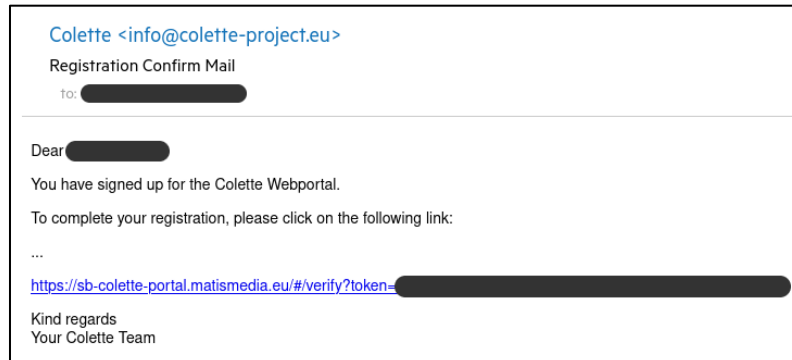 Colette <info@colette-project.eu>
Registration Confirm Mail
to:
Dear
You have signed up for the Colette Webportal.
To complete your registration, please click on the following link:
...
https://sb-colette-portal.matismedia.eu/#/verify?token=
Kind regards
Your Colette Team